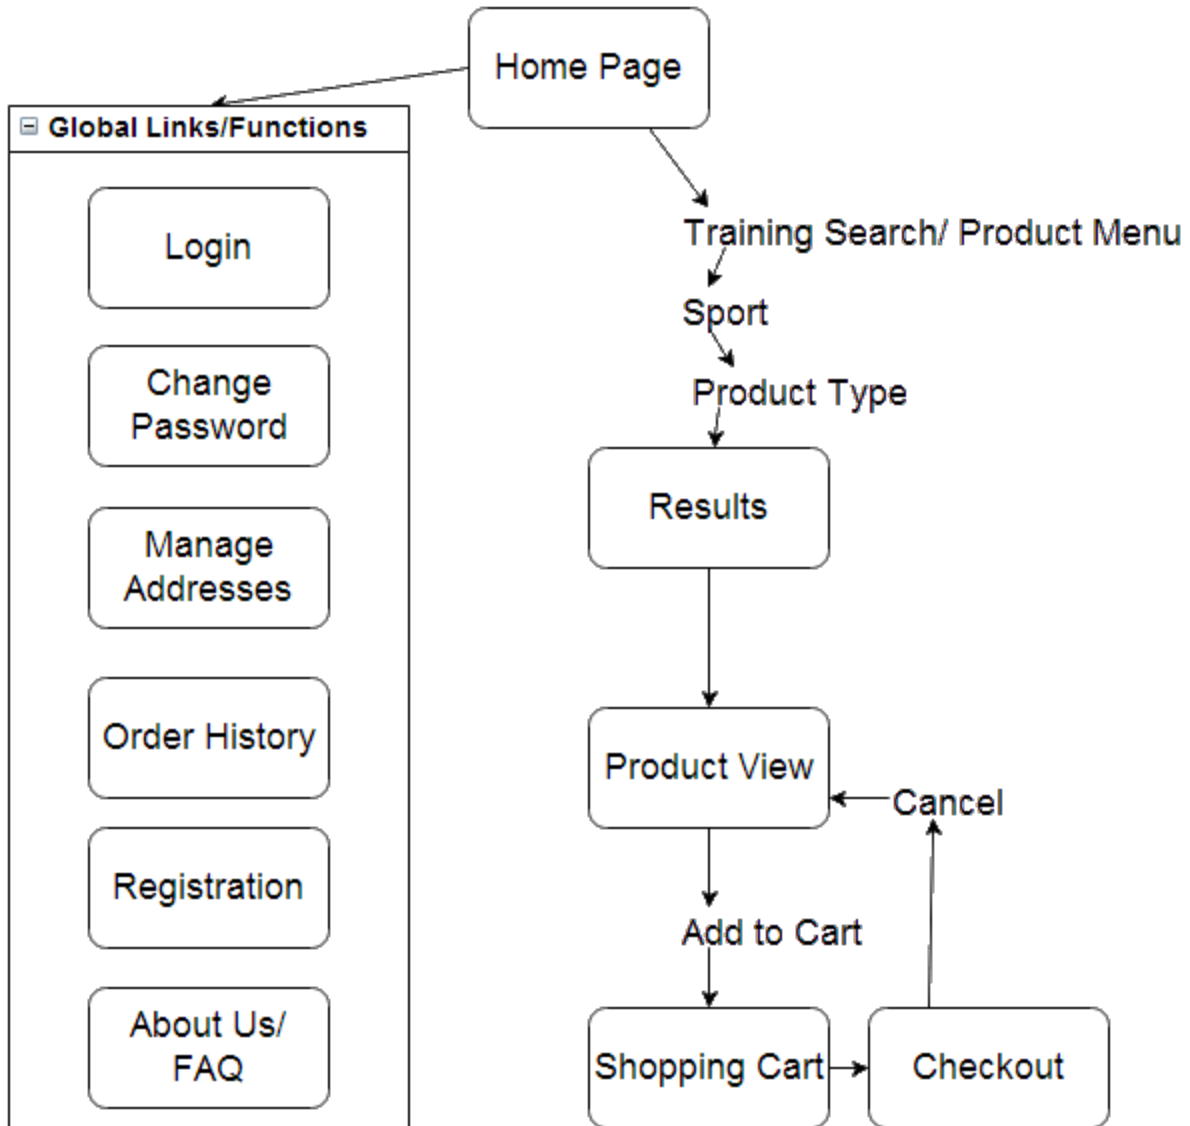 Home Page
Global Links/Functions
Login
Change
Password
Manage
Addresses
Order History
Registration
About Us/
FAQ
Training Search/ Product Menu
Sport
Product Type
Results
Product View
Cancel
Add to Cart
Shopping Cart
Checkout